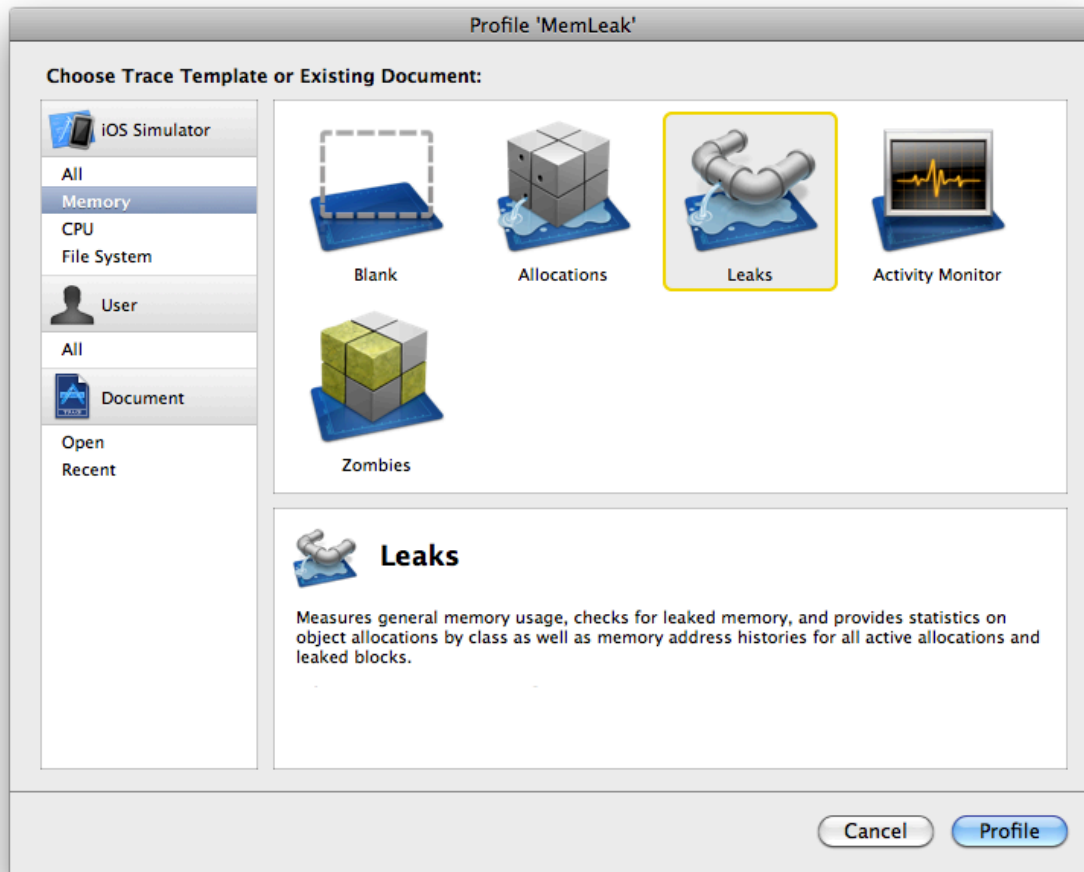 Profile 'MemLeak'
Choose Trace Template or Existing Document:
iOS Simulator
All
Memory
CPU
File System
User
All
TRACE
Document
Open
Recent
Blank
Allocations
Leaks
Activity Monitor
Zombies
Leaks
Measures general memory usage, checks for leaked memory, and provides statistics on
object allocations by class as well as memory address histories for all active allocations and
leaked blocks.
Cancel
Profile